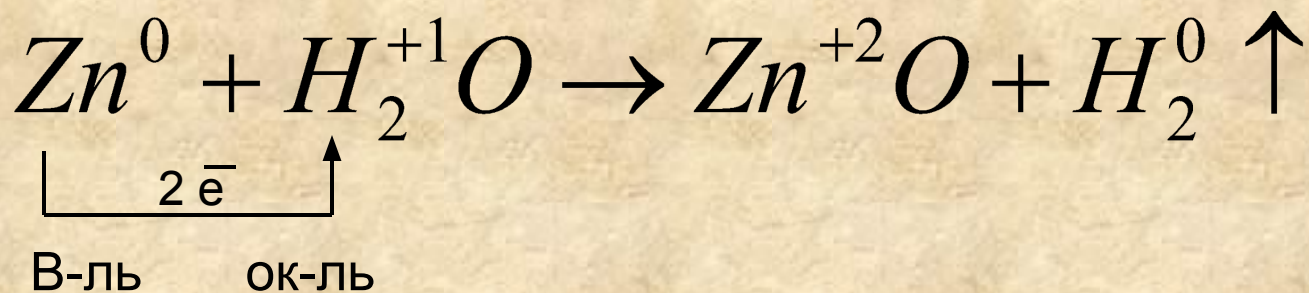 Zn⁰ + H₂⁺¹O → Zn⁺²O + H₂⁰ ↑
2 e̅
В-ль ок-ль